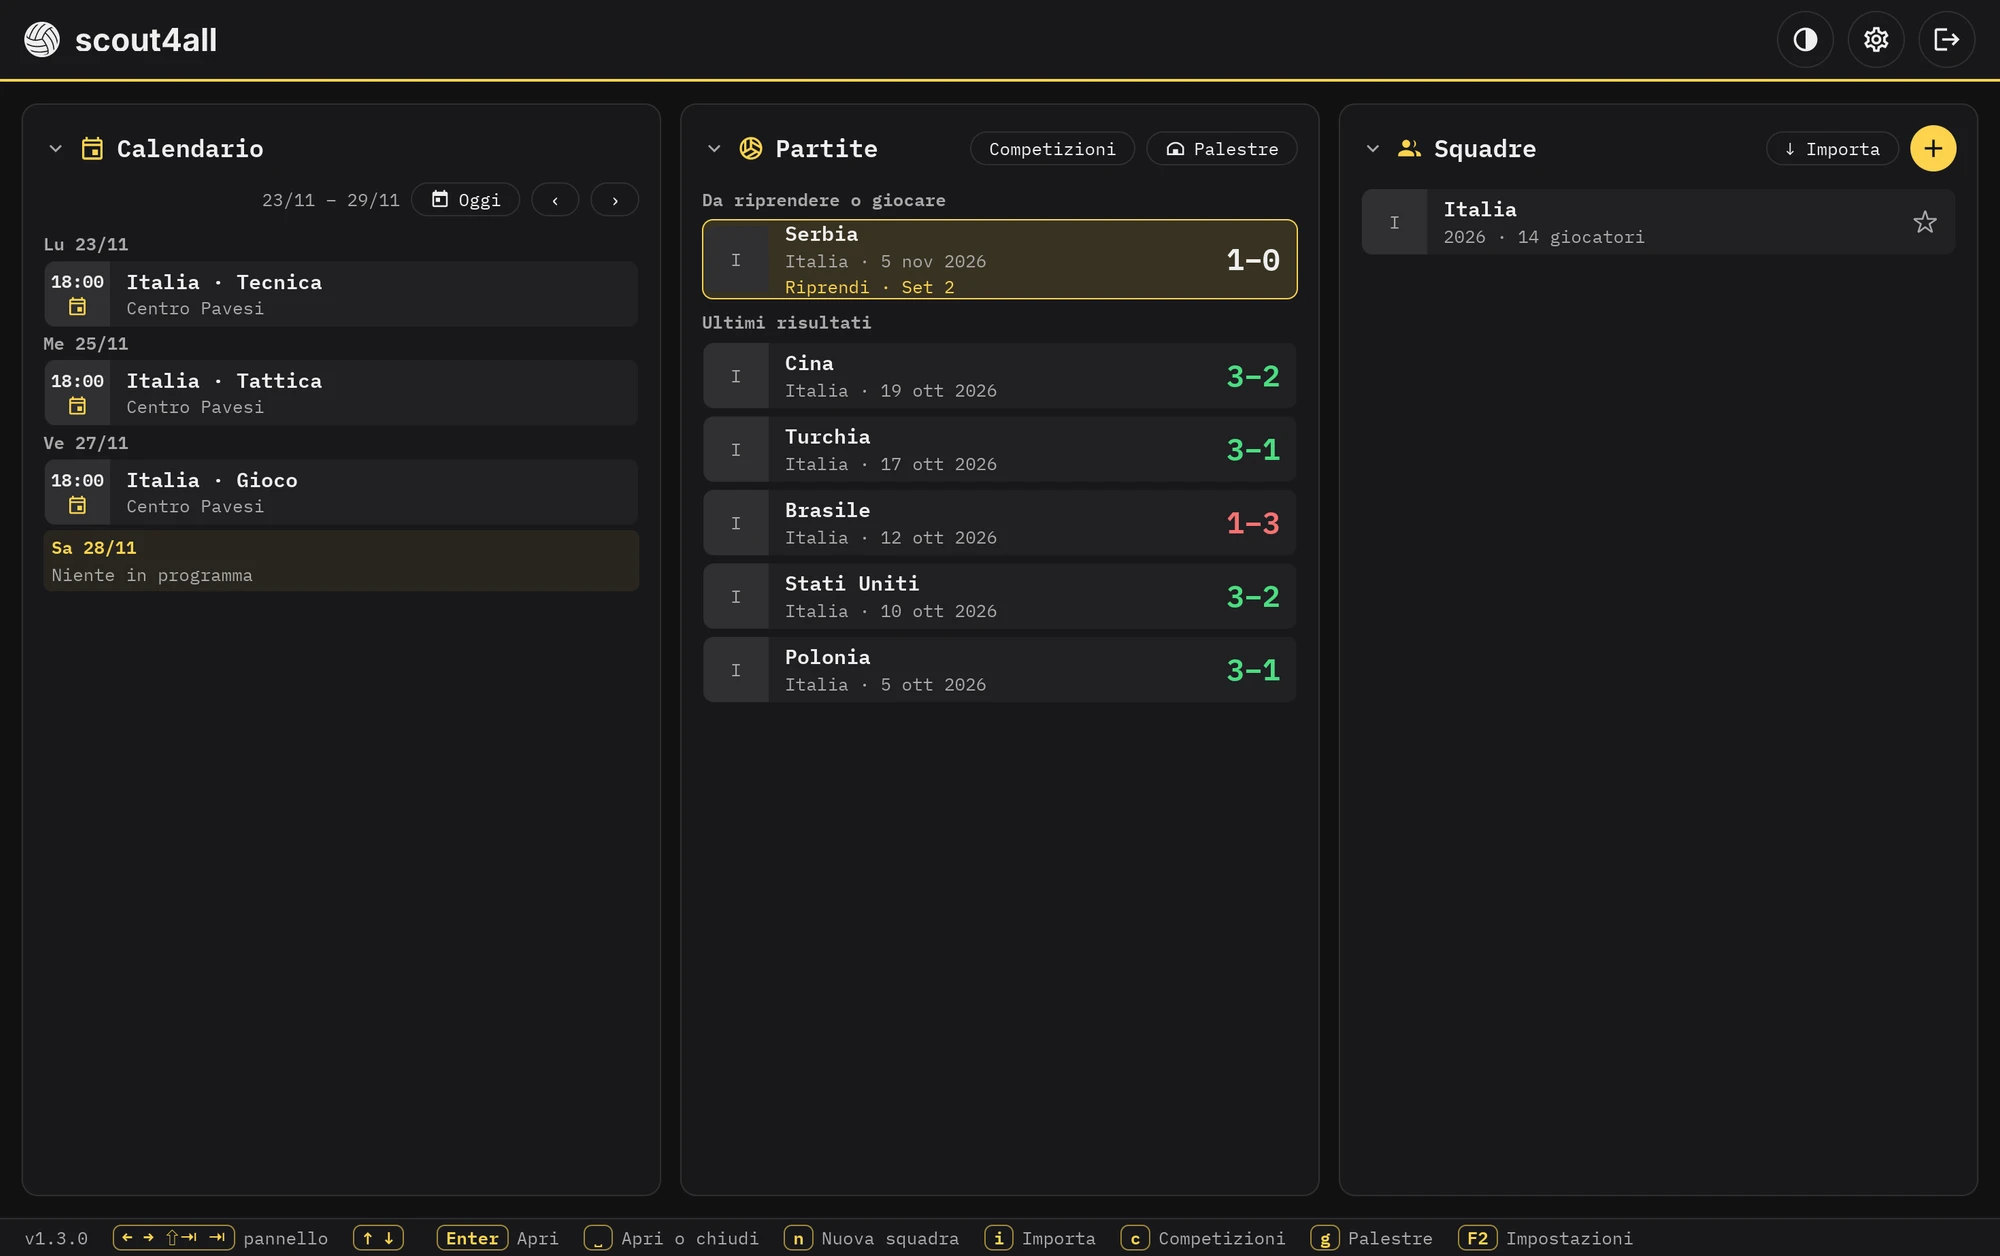 scout4all
Calendario
23/11 – 29/11 Oggi ‹ ›
Lu 23/11
18:00 Italia · Tecnica
Centro Pavesi
Me 25/11
18:00 Italia · Tattica
Centro Pavesi
Ve 27/11
18:00 Italia · Gioco
Centro Pavesi
Sa 28/11
Niente in programma
Partite Competizioni Palestre
Da riprendere o giocare
I Serbia 1–0
Italia · 5 nov 2026
Riprendi · Set 2
Ultimi risultati
I Cina 3–2
Italia · 19 ott 2026
I Turchia 3–1
Italia · 17 ott 2026
I Brasile 1–3
Italia · 12 ott 2026
I Stati Uniti 3–2
Italia · 10 ott 2026
I Polonia 3–1
Italia · 5 ott 2026
Squadre ↓ Importa +
I Italia
2026 · 14 giocatori
v1.3.0 ← → ⇧⇥ ⇥ pannello ↑ ↓ Enter Apri ␣ Apri o chiudi n Nuova squadra i Importa c Competizioni g Palestre F2 Impostazioni